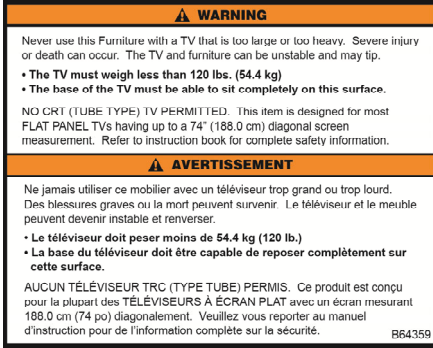 ⚠ WARNING
Never use this Furniture with a TV that is too large or too heavy. Severe injury
or death can occur. The TV and furniture can be unstable and may tip.
• The TV must weigh less than 120 lbs. (54.4 kg)
• The base of the TV must be able to sit completely on this surface.
NO CRT (TUBE TYPE) TV PERMITTED. This item is designed for most
FLAT PANEL TVs having up to a 74" (188.0 cm) diagonal screen
measurement. Refer to instruction book for complete safety information.
⚠ AVERTISSEMENT
Ne jamais utiliser ce mobilier avec un téléviseur trop grand ou trop lourd.
Des blessures graves ou la mort peuvent survenir. Le téléviseur et le meuble
peuvent devenir instable et renverser.
• Le téléviseur doit peser moins de 54.4 kg (120 lb.)
• La base du téléviseur doit être capable de reposer complètement sur
cette surface.
AUCUN TÉLÉVISEUR TRC (TYPE TUBE) PERMIS. Ce produit est conçu
pour la plupart des TÉLÉVISEURS À ÉCRAN PLAT avec un écran mesurant
188.0 cm (74 po) diagonalement. Veuillez vous reporter au manuel
d'instruction pour de l'information complète sur la sécurité.
B64359